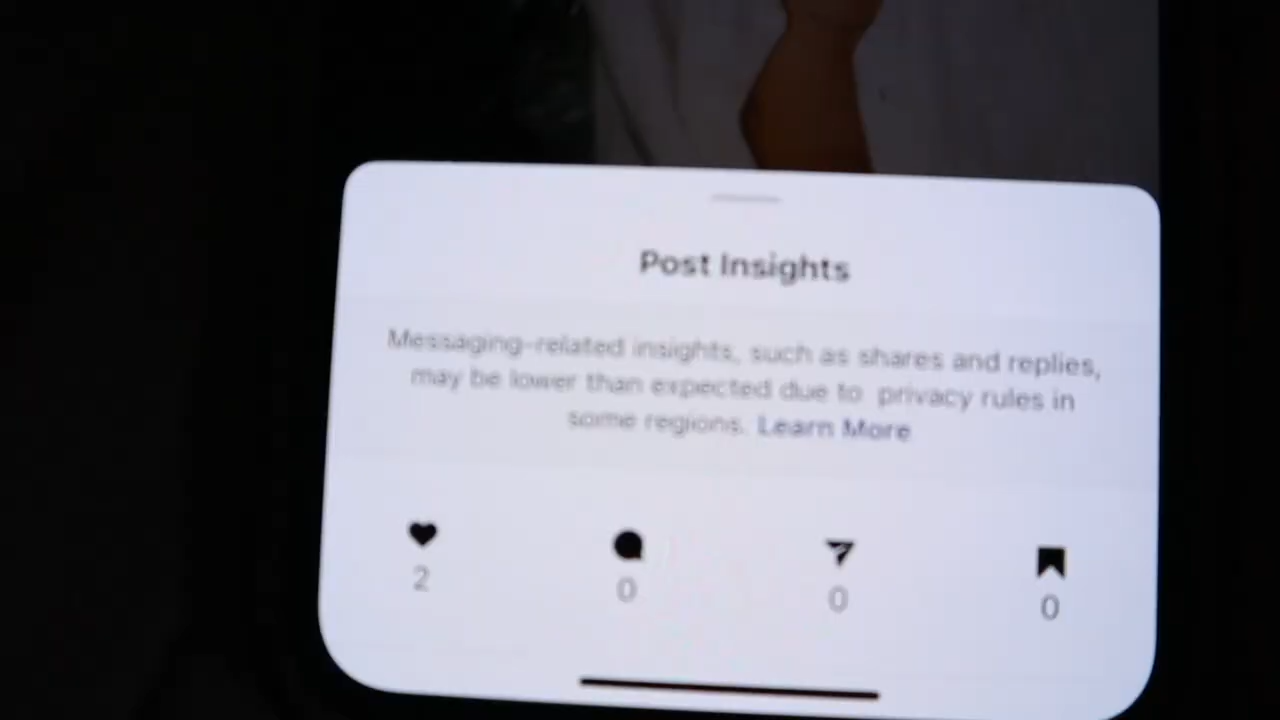 Post Insights
Messaging-related insights, such as shares and replies,
may be lower than expected due to privacy rules in
some regions. Learn More
2 0 0 0